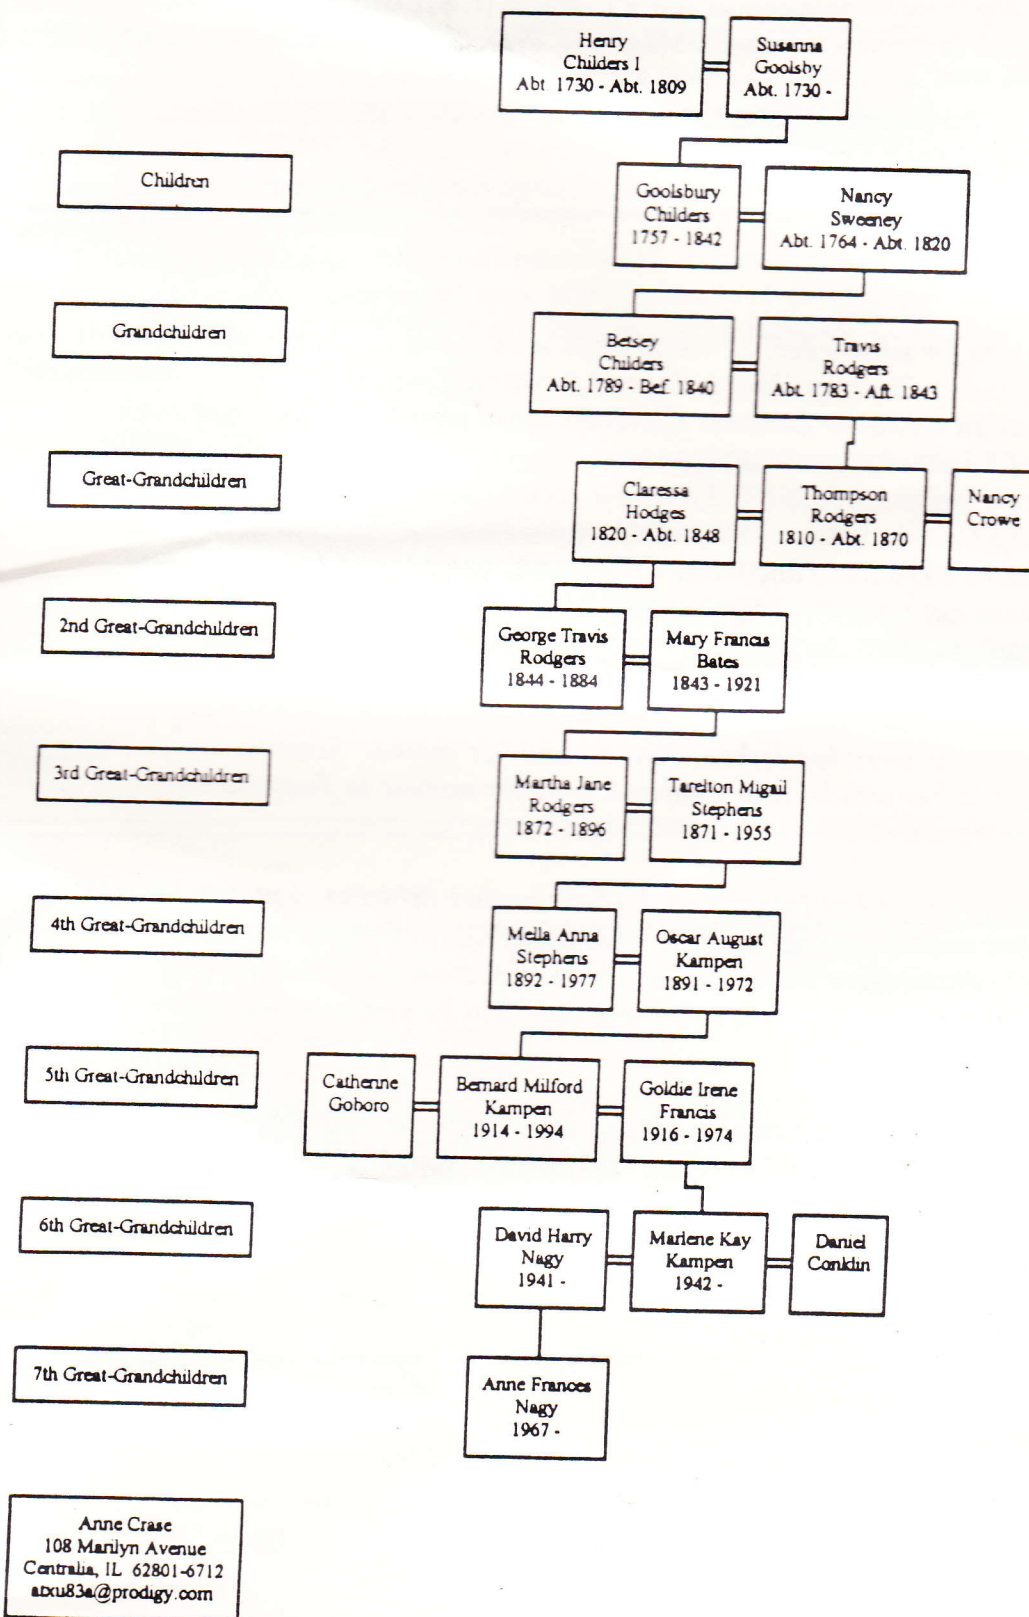 Henry
Childers I
Abt. 1730 - Abt. 1809
Susanna
Goolsby
Abt. 1730 -
Children
Goolsbury
Childers
1757 - 1842
Nancy
Sweeney
Abt. 1764 - Abt. 1820
Grandchildren
Betsey
Childers
Abt. 1789 - Bef. 1840
Travis
Rodgers
Abt. 1783 - Aft. 1843
Great-Grandchildren
Claressa
Hodges
1820 - Abt. 1848
Thompson
Rodgers
1810 - Abt. 1870
Nancy
Crowe
2nd Great-Grandchildren
George Travis
Rodgers
1844 - 1884
Mary Francis
Bates
1843 - 1921
3rd Great-Grandchildren
Martha Jane
Rodgers
1872 - 1896
Tarelton Migail
Stephens
1871 - 1955
4th Great-Grandchildren
Mella Anna
Stephens
1892 - 1977
Oscar August
Kampen
1891 - 1972
5th Great-Grandchildren
Catherine
Goboro
Bernard Milford
Kampen
1914 - 1994
Goldie Irene
Francis
1916 - 1974
6th Great-Grandchildren
David Harry
Nagy
1941 -
Marlene Kay
Kampen
1942 -
Daniel
Conklin
7th Great-Grandchildren
Anne Frances
Nagy
1967 -
Anne Crase
108 Marilyn Avenue
Centralia, IL 62801-6712
atxu83a@prodigy.com